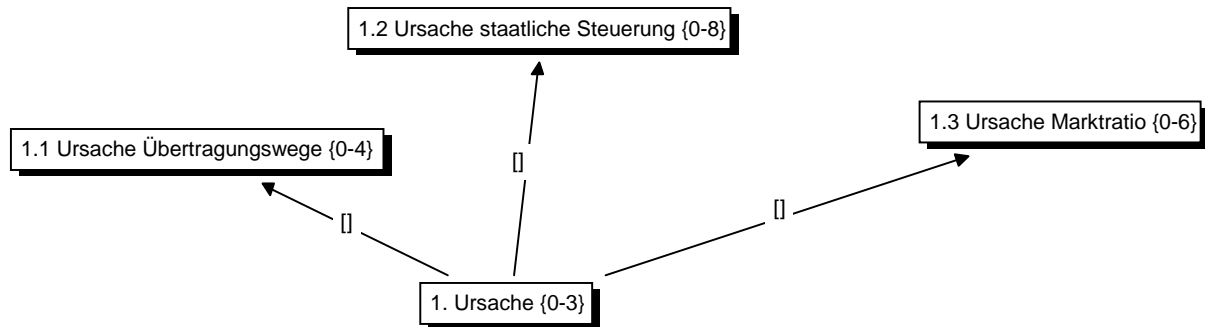 1.2 Ursache staatliche Steuerung {0-8}
1.3 Ursache Marktratio {0-6}
1.1 Ursache Übertragungswege {0-4}
[]
[]
[]
1. Ursache {0-3}